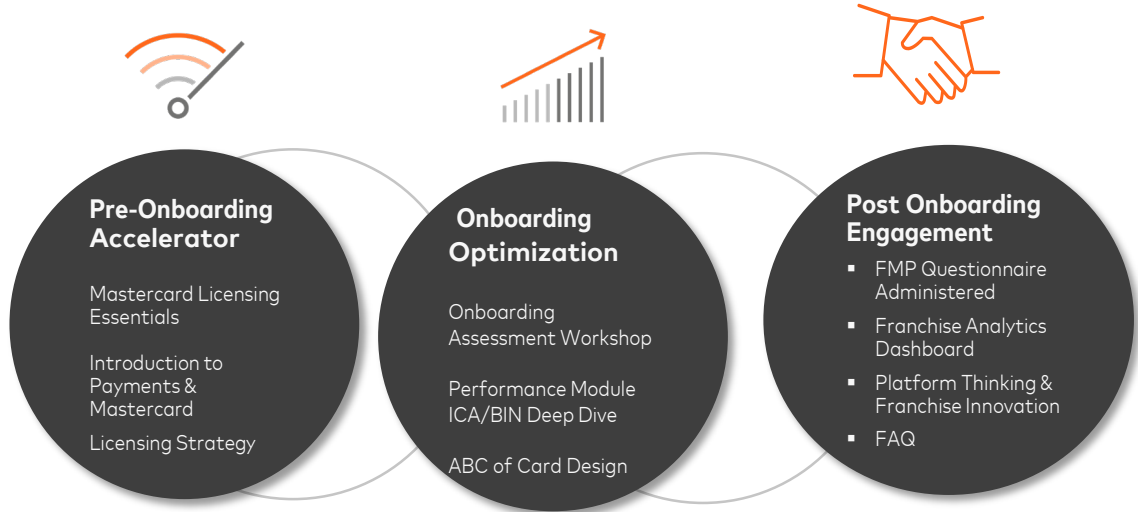 Pre-Onboarding
Accelerator
Mastercard Licensing
Essentials
Introduction to
Payments &
Mastercard
Licensing Strategy
Onboarding
Optimization
Onboarding
Assessment Workshop
Performance Module
ICA/BIN Deep Dive
ABC of Card Design
Post Onboarding
Engagement
▪ FMP Questionnaire
Administered
▪ Franchise Analytics
Dashboard
▪ Platform Thinking &
Franchise Innovation
▪ FAQ